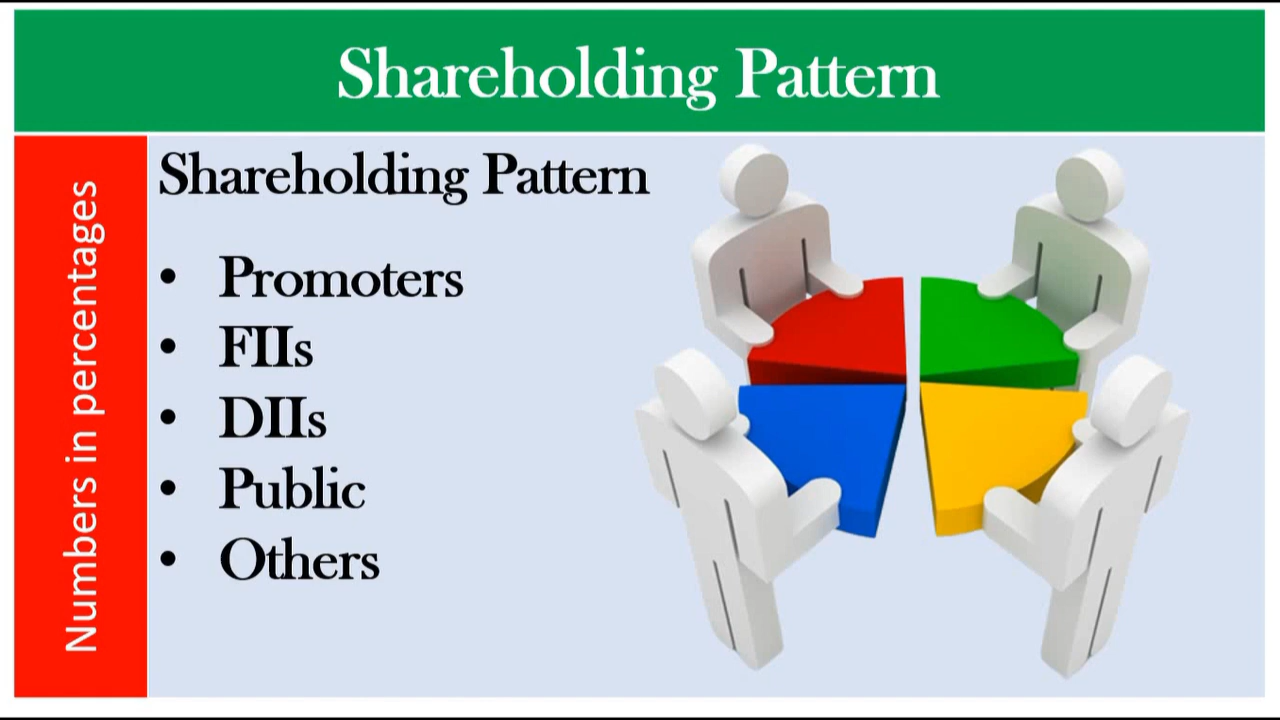 Shareholding Pattern
Numbers in percentages
Shareholding Pattern
• Promoters
• FIIs
• DIIs
• Public
• Others